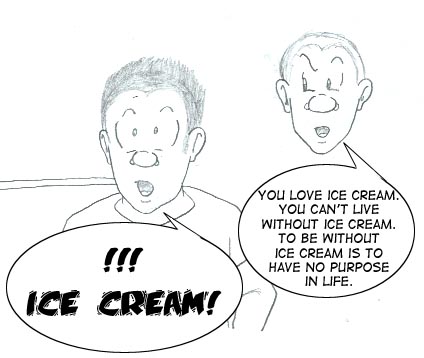 YOU LOVE ICE CREAM.
YOU CAN'T LIVE
WITHOUT ICE CREAM.
TO BE WITHOUT
ICE CREAM IS TO
HAVE NO PURPOSE
IN LIFE.
!!!
ICE CREAM!